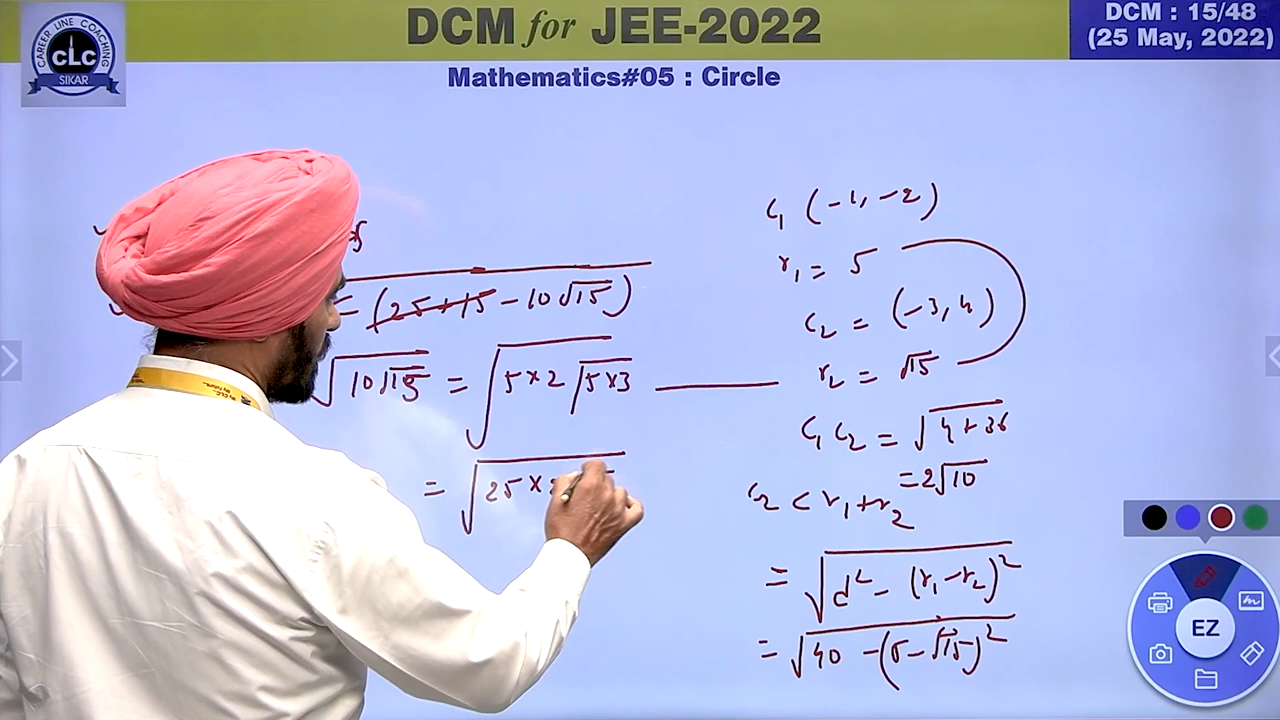 DCM for JEE-2022
DCM : 15/48
(25 May, 2022)
CAREER LINE COACHING
CLC
SIKAR
Mathematics#05 : Circle
= (25+15 - 10√15)
√10√15 = √5×2√5×3
= √25×
C₁ (-1, -2)
r₁ = 5
C₂ = (-3, 4)
r₂ = √15
C₁C₂ = √4+36
= 2√10
C₂ < r₁+r₂
= √d² - (r₁-r₂)²
= √40 - (5-√15)²
EZ